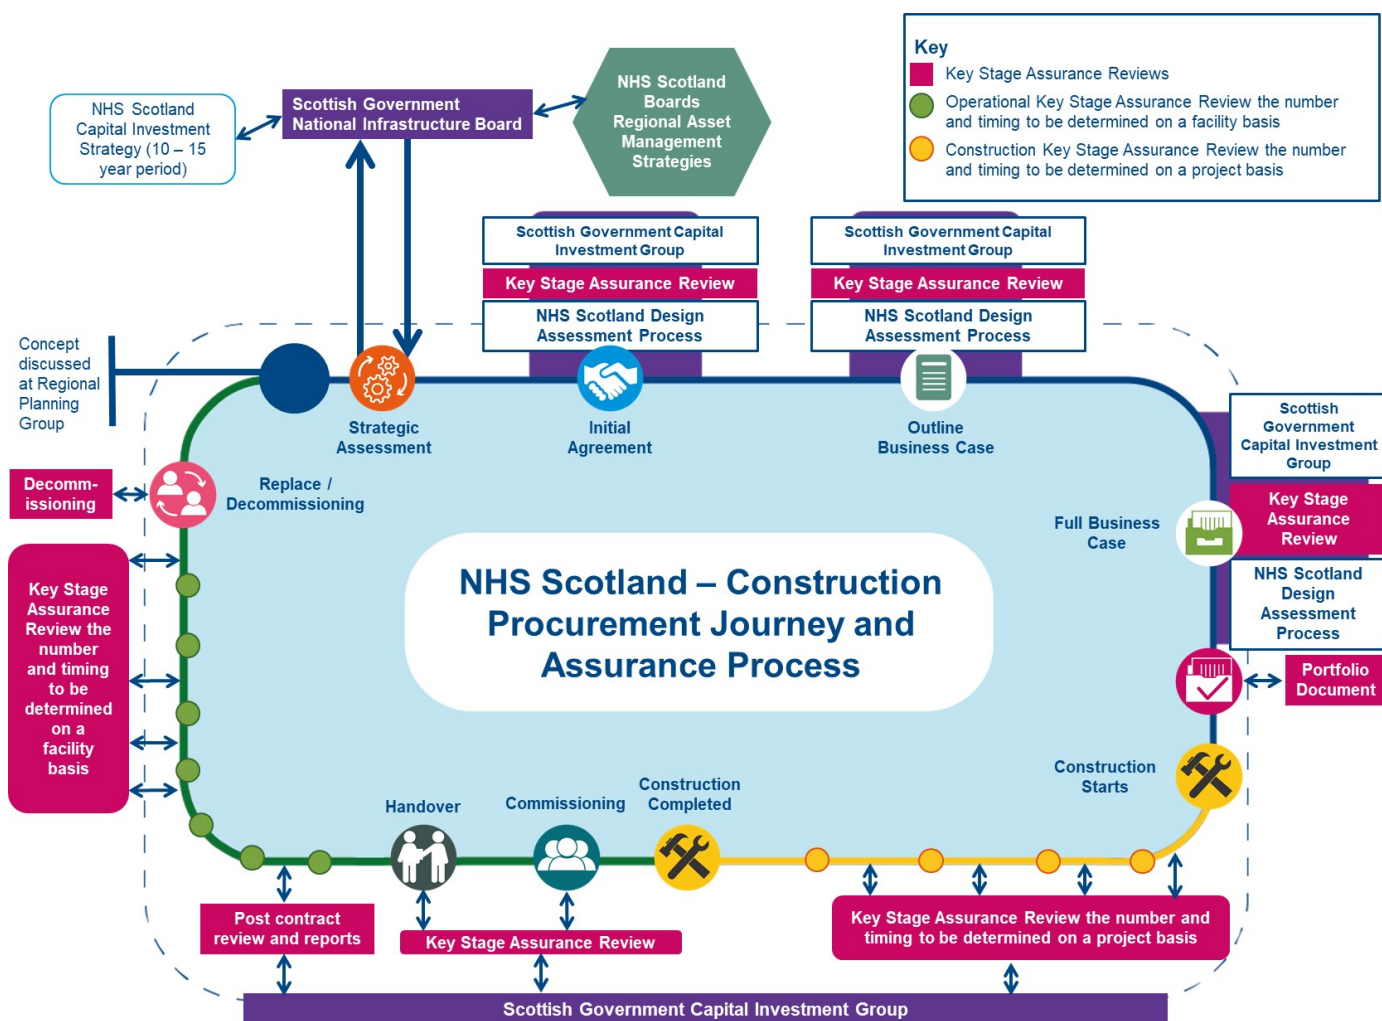 NHS Scotland
Capital Investment
Strategy (10 – 15
year period)
Scottish Government
National Infrastructure Board
NHS Scotland
Boards
Regional Asset
Management
Strategies
Key
Key Stage Assurance Reviews
Operational Key Stage Assurance Review the number
and timing to be determined on a facility basis
Construction Key Stage Assurance Review the number
and timing to be determined on a project basis
Scottish Government Capital
Investment Group
Key Stage Assurance Review
NHS Scotland Design
Assessment Process
Scottish Government Capital
Investment Group
Key Stage Assurance Review
NHS Scotland Design
Assessment Process
Concept
discussed
at Regional
Planning
Group
Strategic
Assessment
Initial
Agreement
Outline
Business Case
Scottish
Government
Capital Investment
Group
Key Stage
Assurance
Review
NHS Scotland
Design
Assessment
Process
Full Business
Case
Portfolio
Document
Construction
Starts
Decomm-
issioning
Replace /
Decommissioning
Key Stage
Assurance
Review the
number
and timing
to be
determined
on a
facility
basis
NHS Scotland – Construction
Procurement Journey and
Assurance Process
Handover
Commissioning
Construction
Completed
Post contract
review and reports
Key Stage Assurance Review
Key Stage Assurance Review the number and
timing to be determined on a project basis
Scottish Government Capital Investment Group